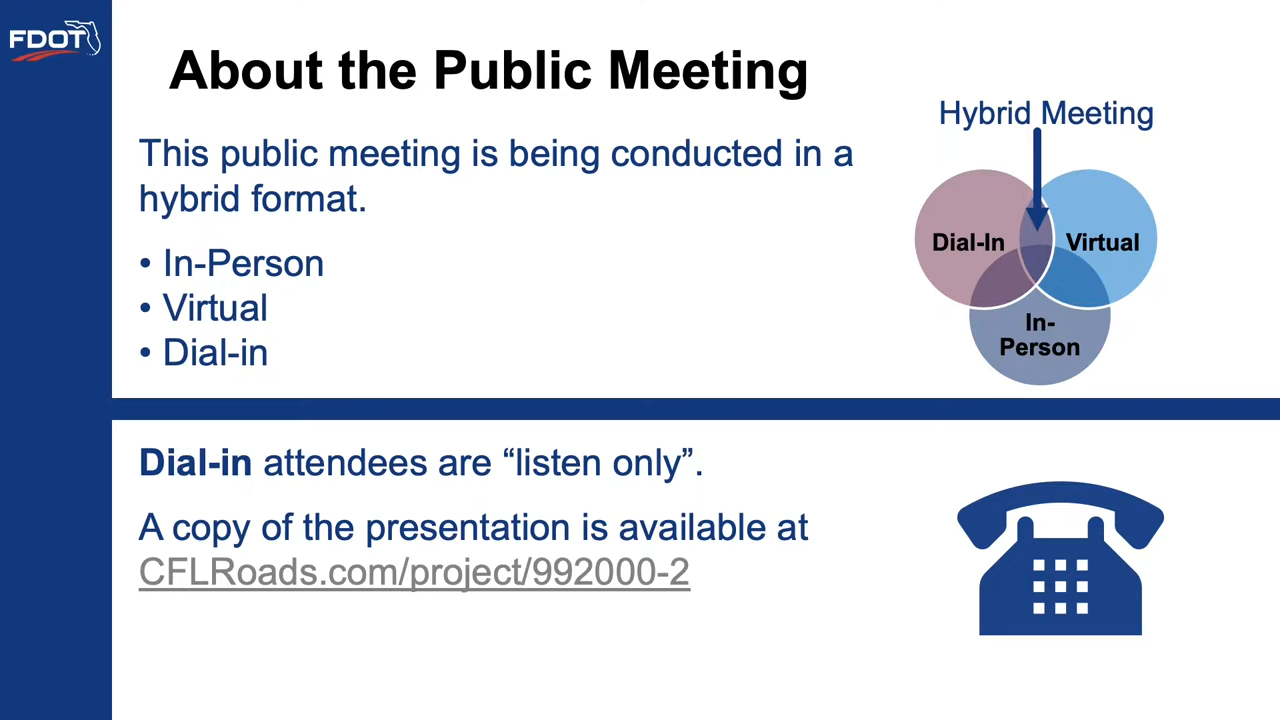 FDOT
About the Public Meeting
This public meeting is being conducted in a
hybrid format.
• In-Person
• Virtual
• Dial-in
Hybrid Meeting
Dial-In
Virtual
In-
Person
Dial-in attendees are “listen only”.
A copy of the presentation is available at
CFLRoads.com/project/992000-2